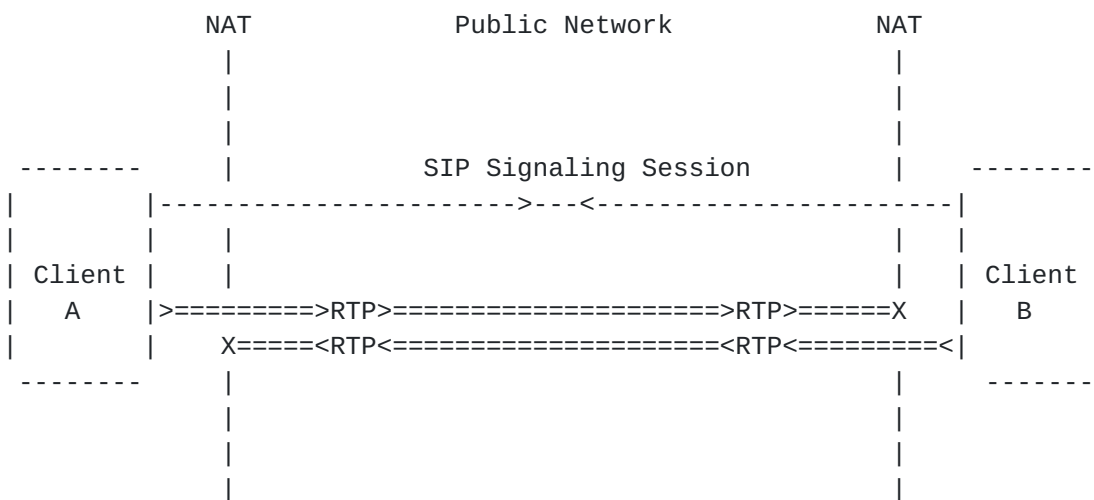 NAT Public Network NAT
| |
| |
| |
-------- | SIP Signaling Session | --------
| |----------------------->---<-----------------------|
| | | | |
| Client | | | | Client
| A |>=========>RTP>=====================>RTP>======X | B
| | X=====<RTP<=====================<RTP<=========<|
-------- | | -------
| |
| |
| |